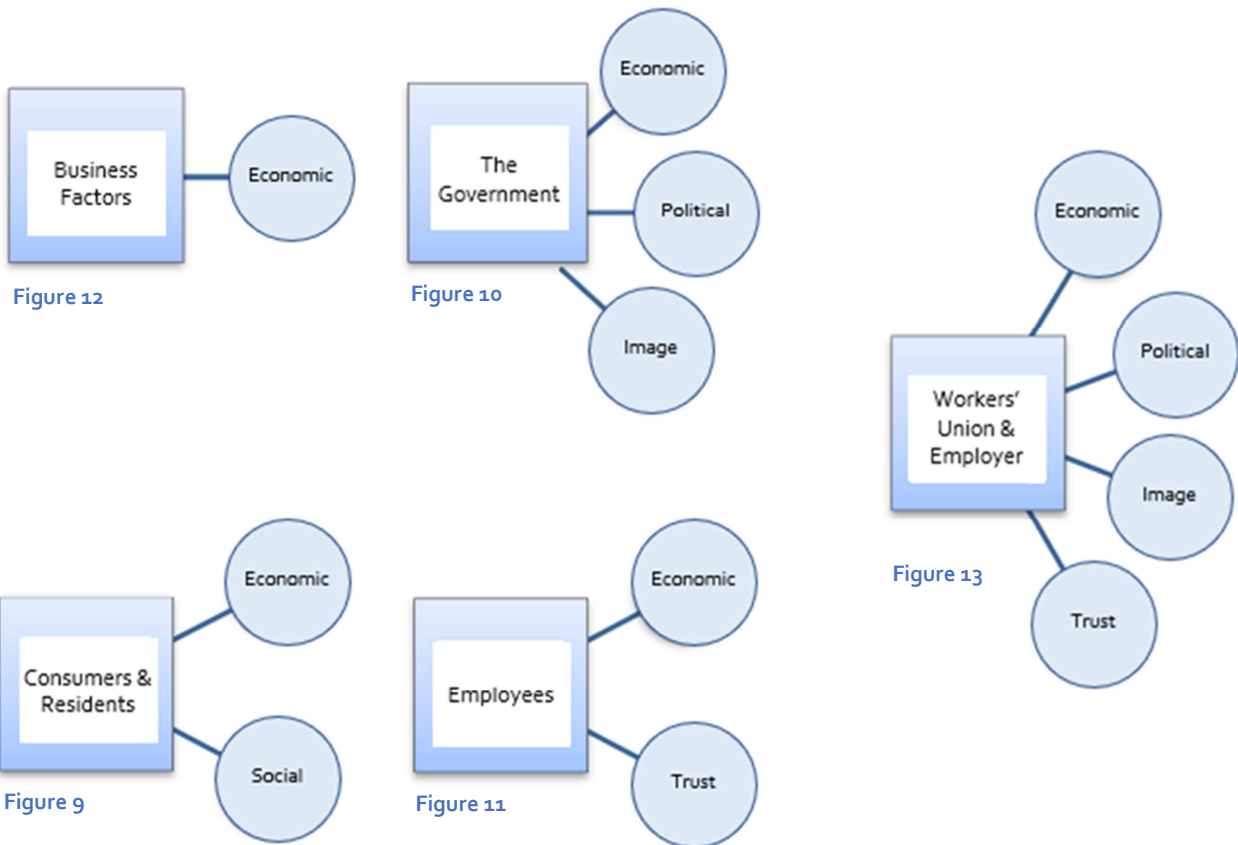 Business
Factors
Economic
Figure 12
The
Government
Economic
Political
Image
Figure 10
Workers'
Union &
Employer
Economic
Political
Image
Trust
Figure 13
Consumers &
Residents
Economic
Social
Figure 9
Employees
Economic
Trust
Figure 11